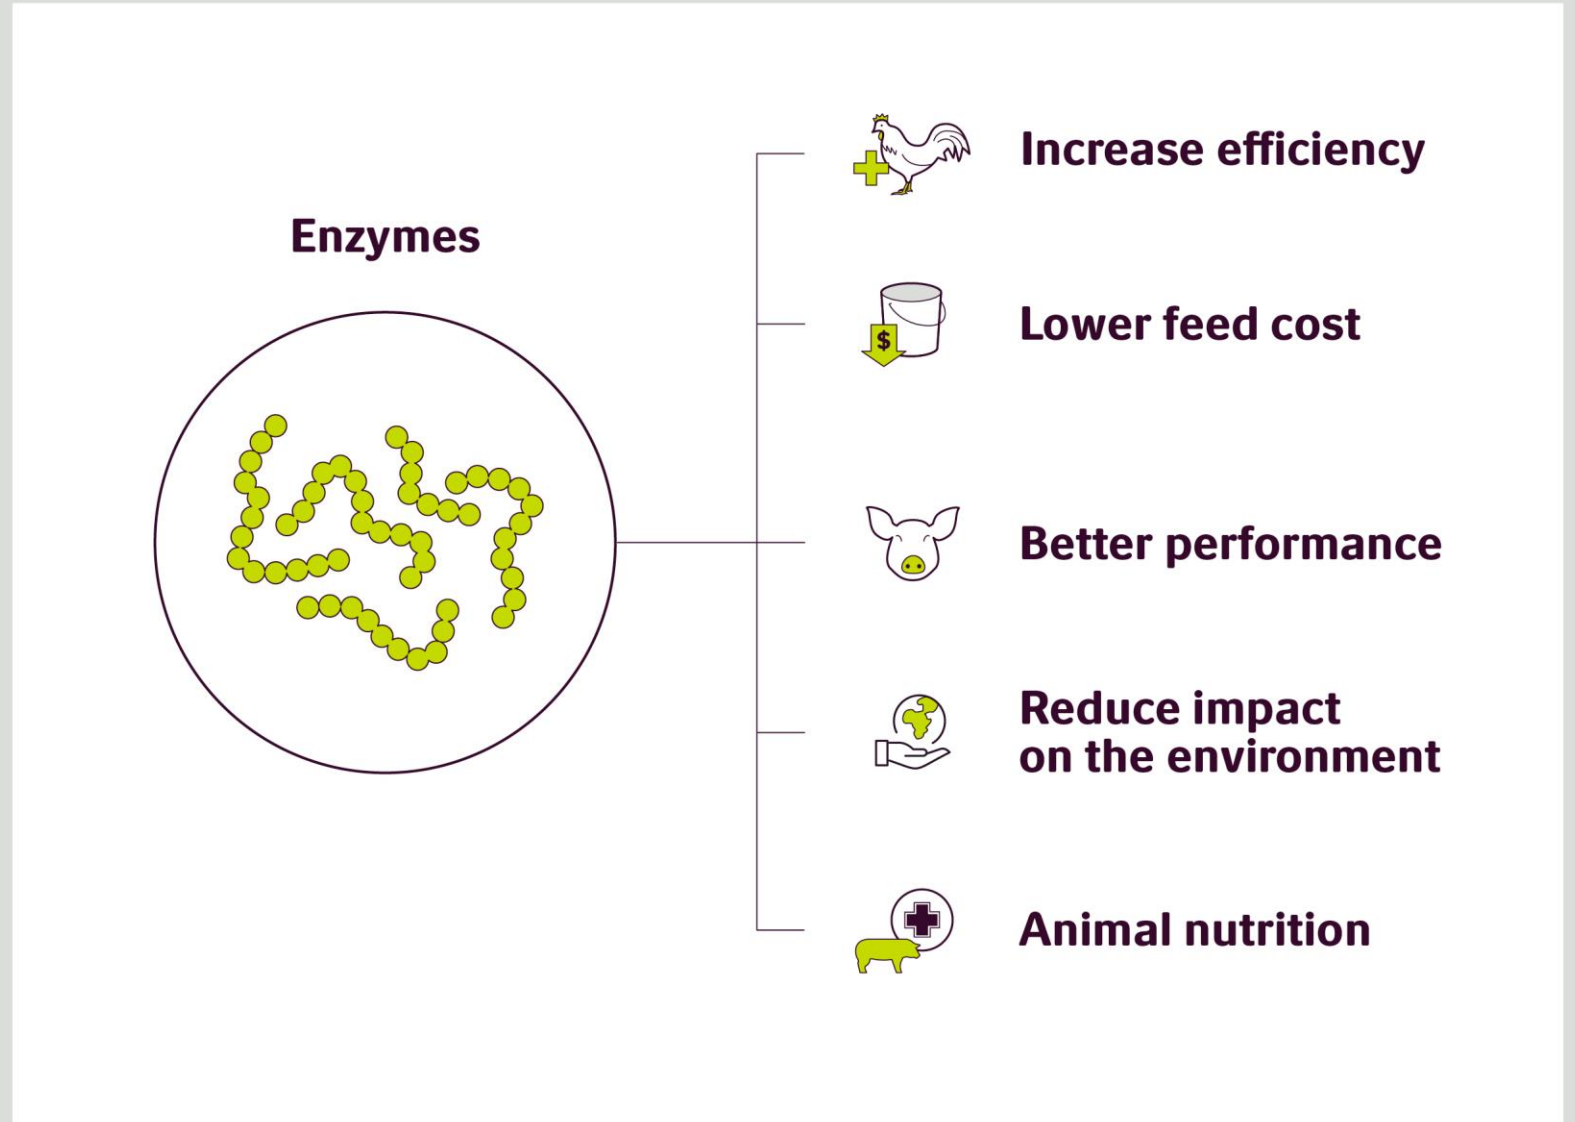 Enzymes
Increase efficiency
Lower feed cost
$
Better performance
Reduce impact
on the environment
Animal nutrition